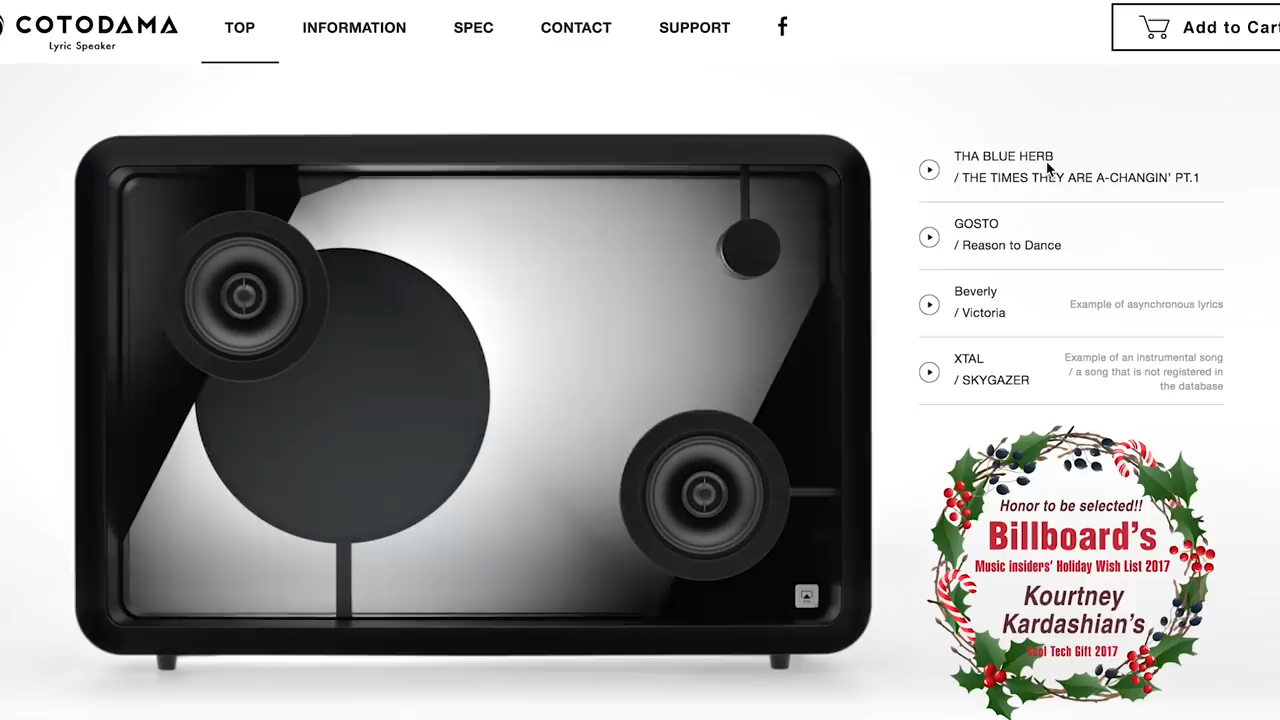 COTODAMA
Lyric Speaker
TOP
INFORMATION
SPEC
CONTACT
SUPPORT
f
Add to Cart
THA BLUE HERB
/ THE TIMES THEY ARE A-CHANGIN' PT.1
GOSTO
/ Reason to Dance
Beverly
/ Victoria
Example of asynchronous lyrics
XTAL
/ SKYGAZER
Example of an instrumental song
/ a song that is not registered in
the database
Honor to be selected!!
Billboard's
Music insiders' Holiday Wish List 2017
Kourtney
Kardashian's
Cool Tech Gift 2017